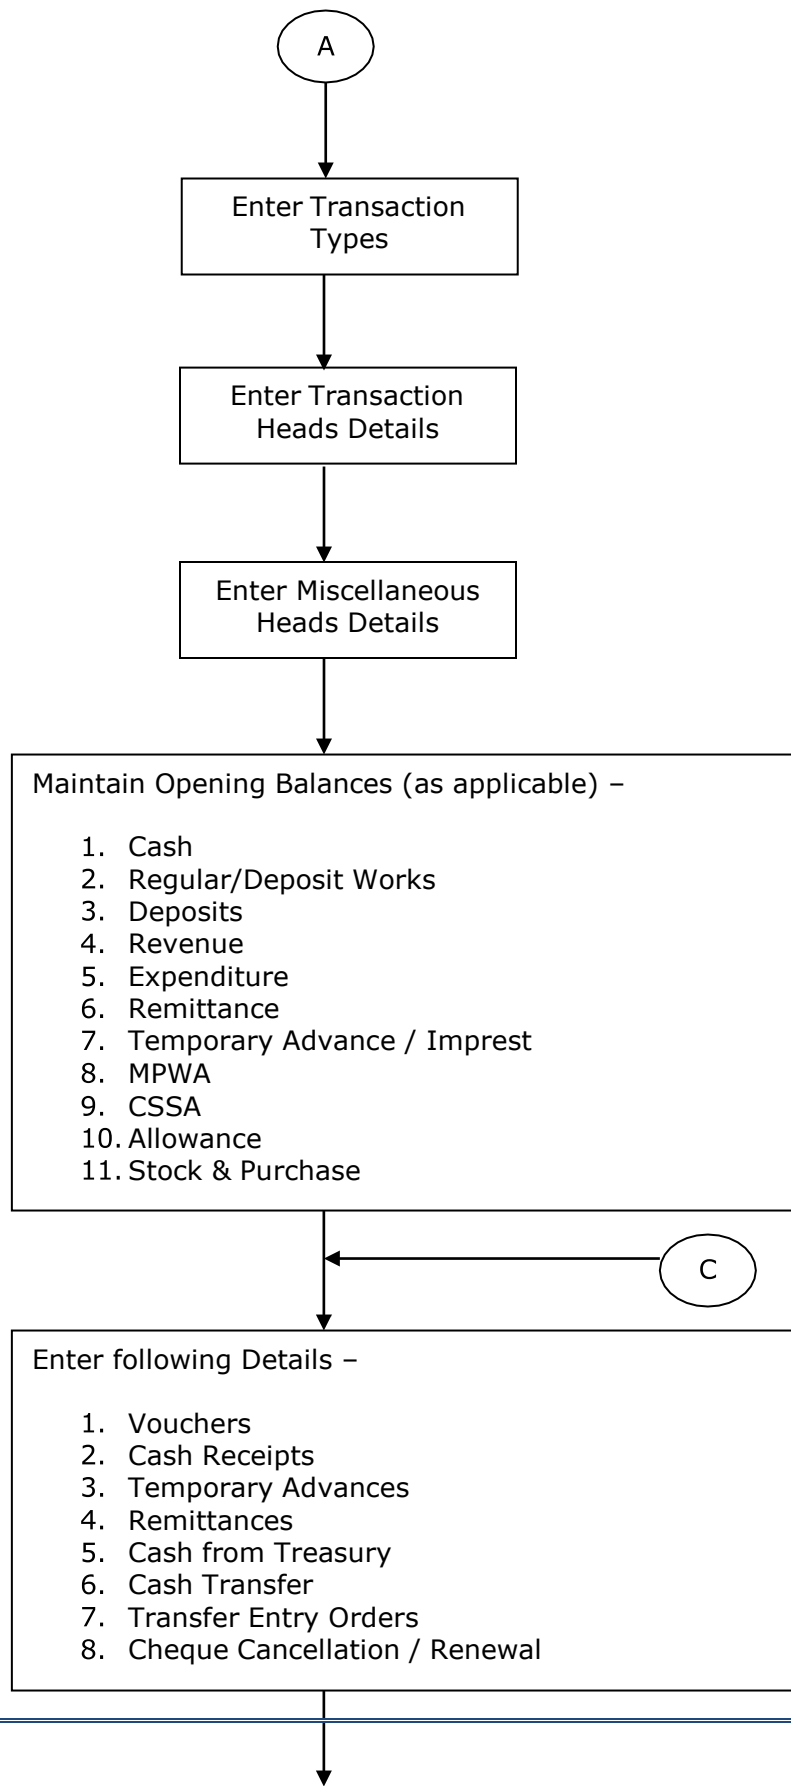 A
Enter Transaction
Types
Enter Transaction
Heads Details
Enter Miscellaneous
Heads Details
Maintain Opening Balances (as applicable) –
1. Cash
2. Regular/Deposit Works
3. Deposits
4. Revenue
5. Expenditure
6. Remittance
7. Temporary Advance / Imprest
8. MPWA
9. CSSA
10. Allowance
11. Stock & Purchase
C
Enter following Details –
1. Vouchers
2. Cash Receipts
3. Temporary Advances
4. Remittances
5. Cash from Treasury
6. Cash Transfer
7. Transfer Entry Orders
8. Cheque Cancellation / Renewal